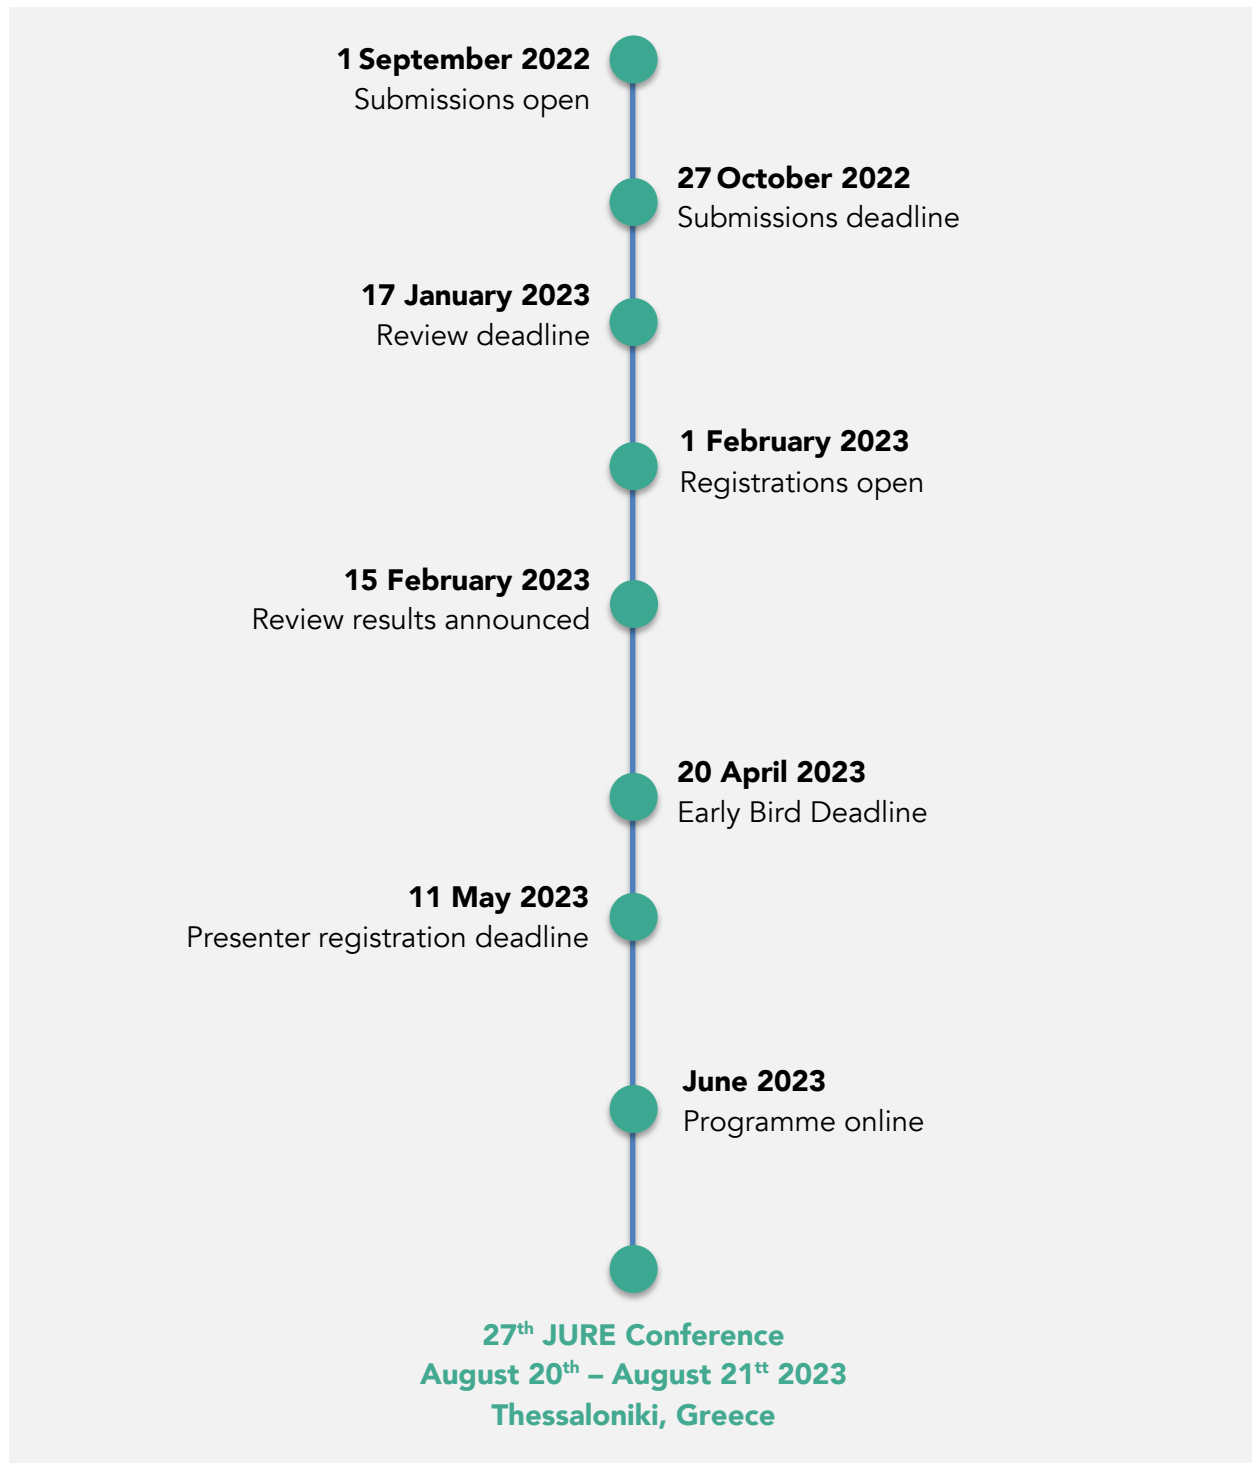 1 September 2022
Submissions open
27 October 2022
Submissions deadline
17 January 2023
Review deadline
1 February 2023
Registrations open
15 February 2023
Review results announced
20 April 2023
Early Bird Deadline
11 May 2023
Presenter registration deadline
June 2023
Programme online
27th JURE Conference
August 20th – August 21tt 2023
Thessaloniki, Greece